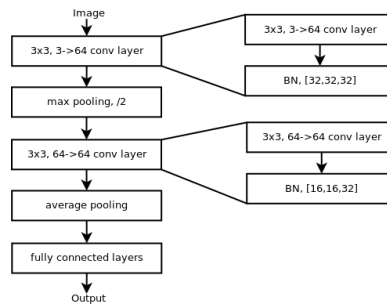 Image
3x3, 3->64 conv layer
max pooling, /2
3x3, 64->64 conv layer
average pooling
fully connected layers
Output
3x3, 3->64 conv layer
BN, [32,32,32]
3x3, 64->64 conv layer
BN, [16,16,32]